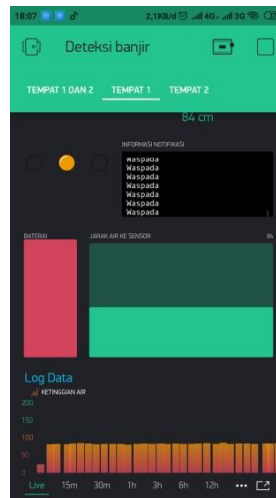 18:07
2,1KB/d
4G
3G
Deteksi banjir
TEMPAT 1 DAN 2
TEMPAT 1
TEMPAT 2
84 cm
INFORMASI NOTIFIKASI
waspada
Waspada
Waspada
Waspada
Waspada
Waspada
Waspada
BATERAI
JARAK AIR KE SENSOR
84
Log Data
KETINGGIAN AIR
200
150
100
50
0
Live
15m
30m
1h
3h
6h
12h